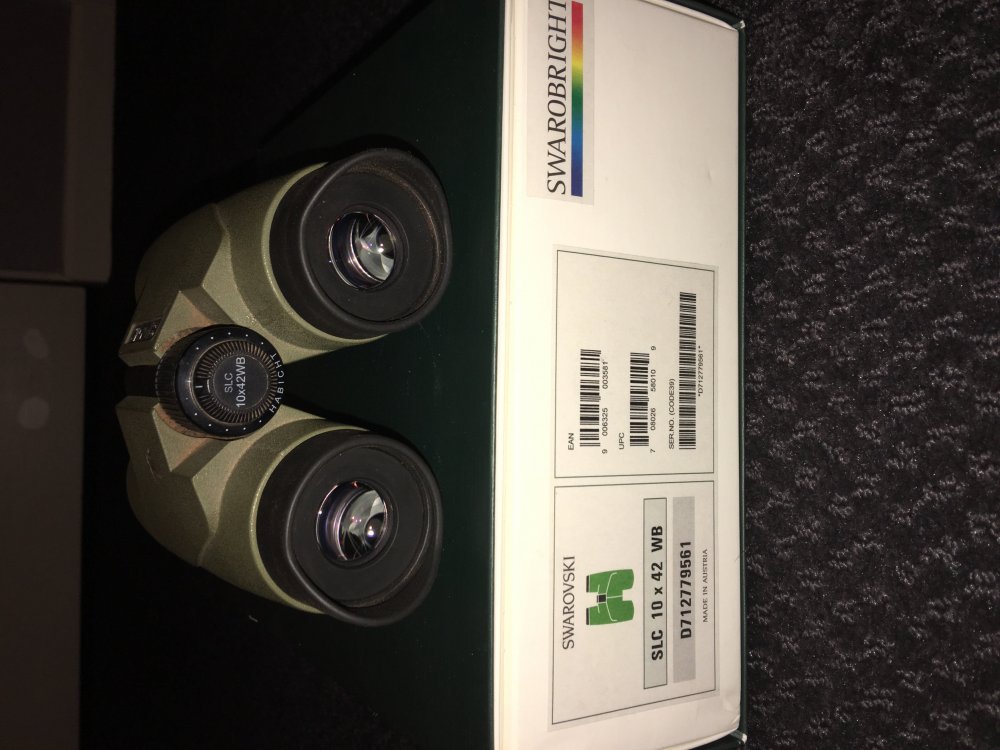 SLC
10x42WB
HABICHT
SWAROVSKI
SLC 10 x 42 WB
D712779561
MADE IN AUSTRIA
EAN
9 006325 003581
UPC
7 08026 58010 9
SER.NO. (CODE39)
*D712779561*
SWAROBRIGHT